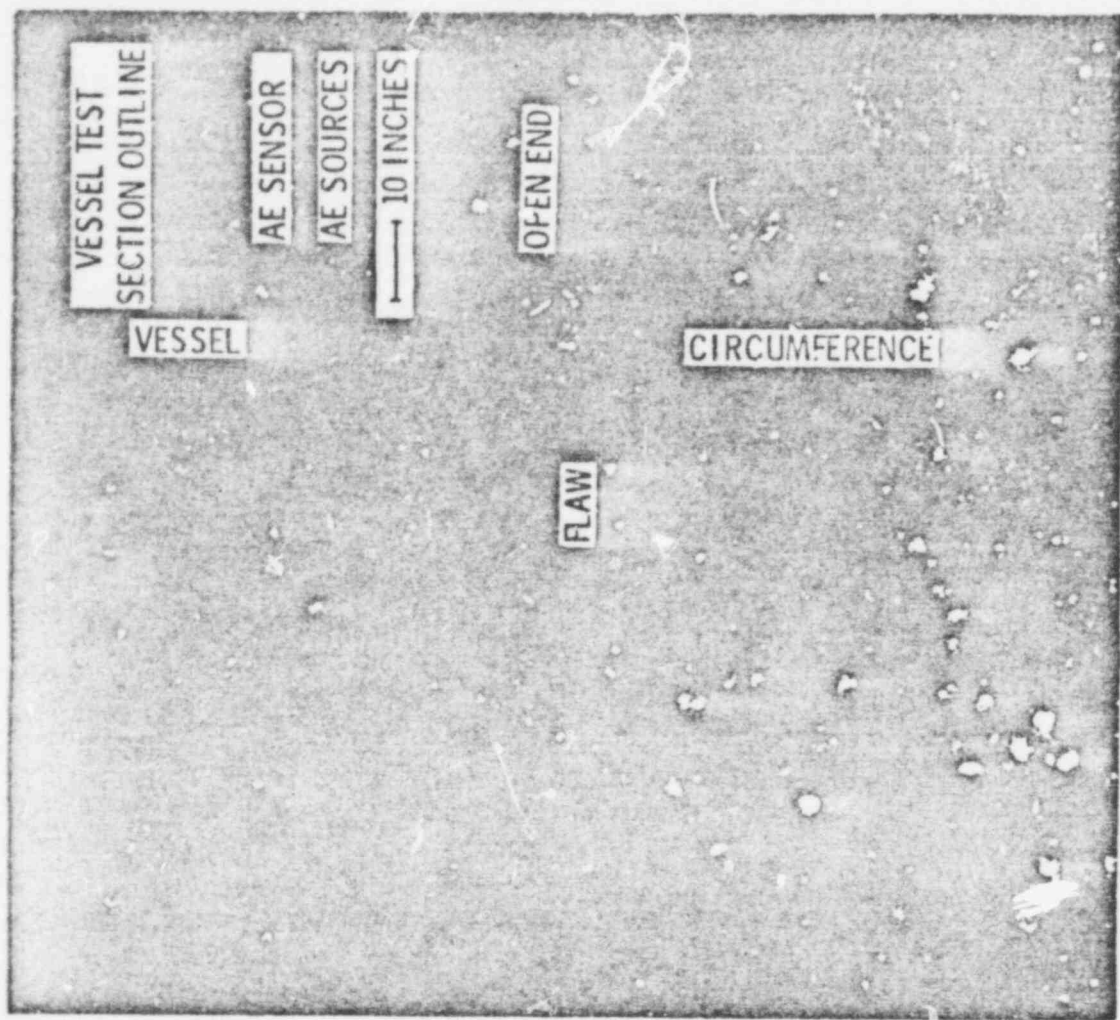 VESSEL TEST
SECTION OUTLINE
AE SENSOR
AE SOURCES
10 INCHES
OPEN END
VESSEL
CIRCUMFERENCE
FLAW